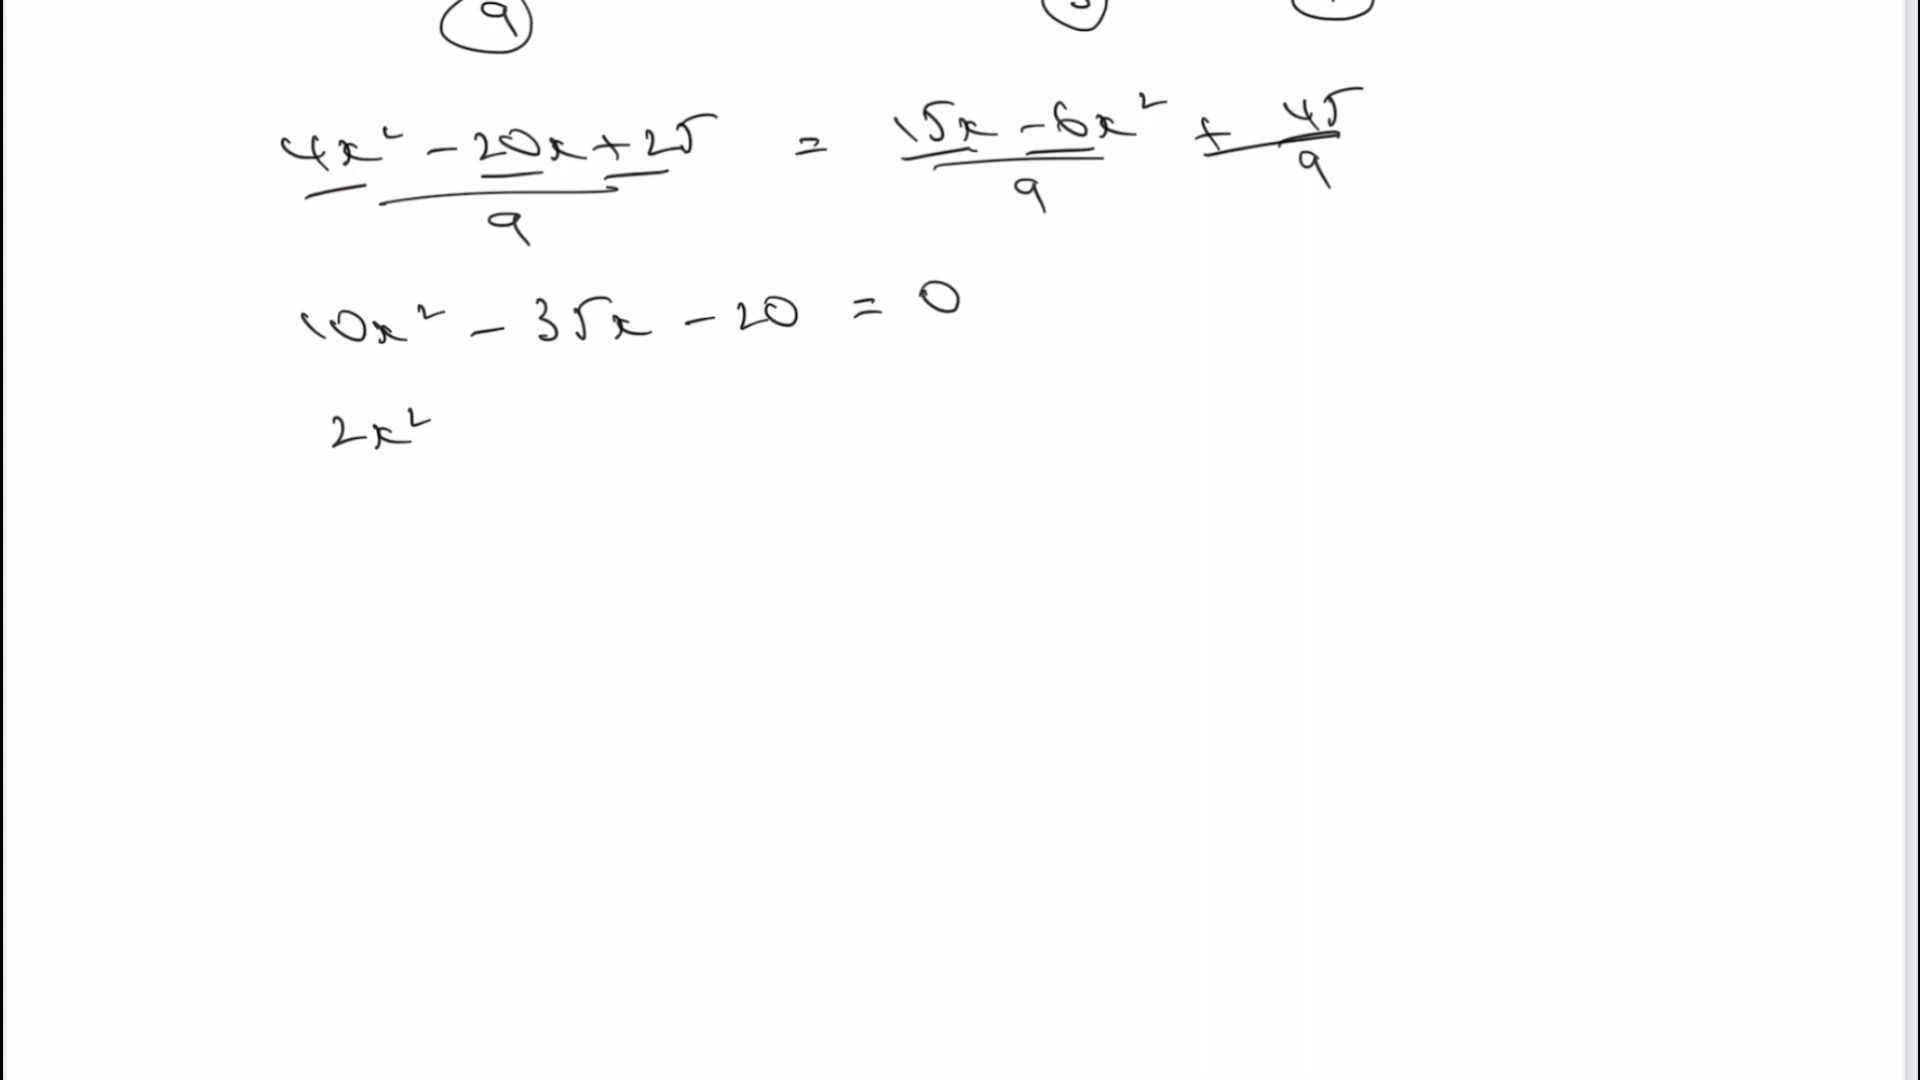 9
4x² - 20x + 25 = 15x - 6x² + 45
9 9 9
10x² - 35x - 20 = 0
2x²